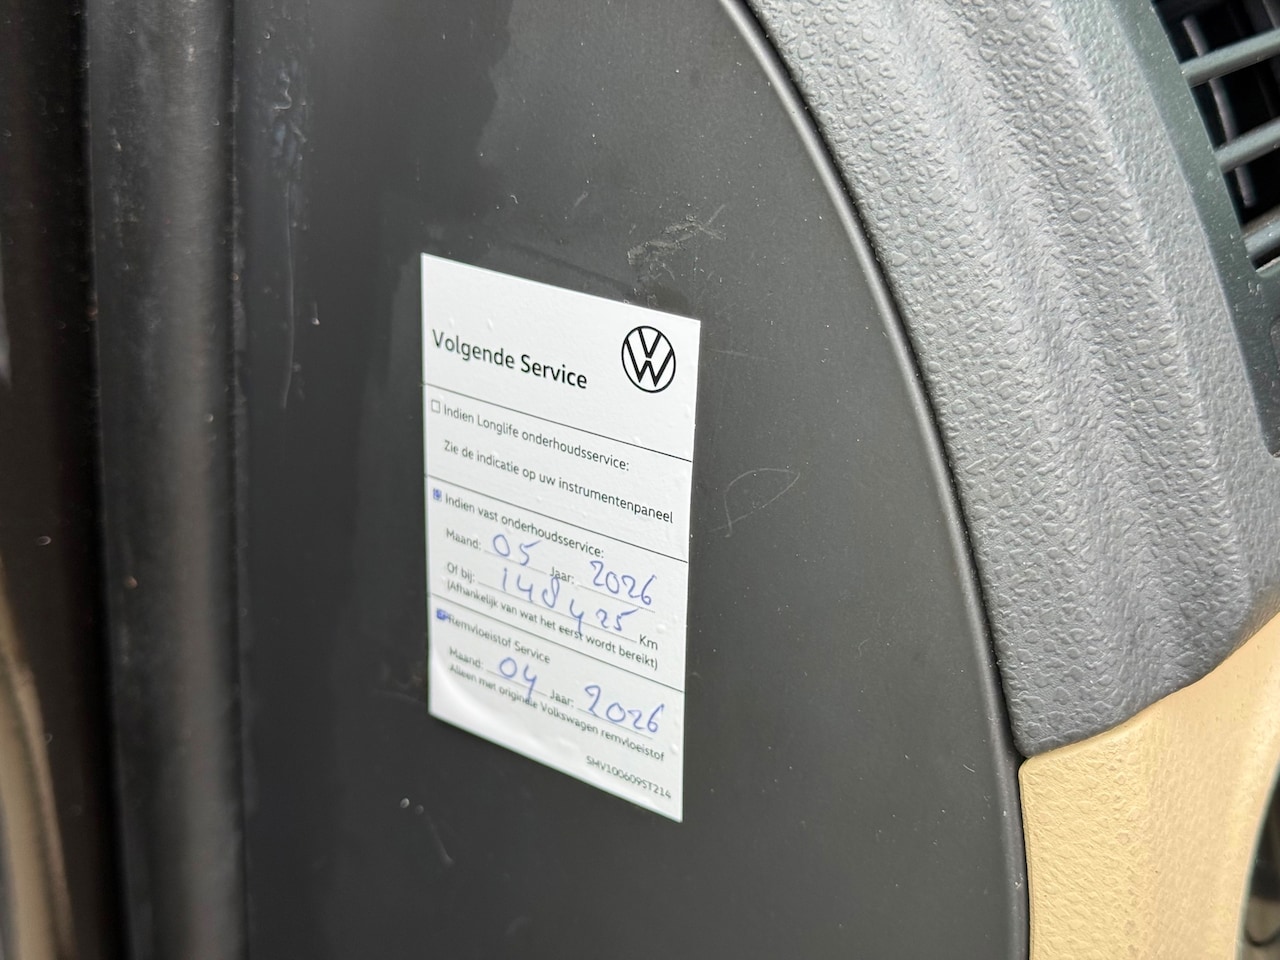 Volgende Service
Indien Longlife onderhoudsservice:
Zie de indicatie op uw instrumentenpaneel
Indien vast onderhoudsservice:
Maand: 05 Jaar: 2026
Of bij: 148425 Km
(Afhankelijk van wat het eerst wordt bereikt)
Remvloeistof Service
Maand: 04 Jaar: 2026
Alleen met originele Volkswagen remvloeistof
5MV1006095T214